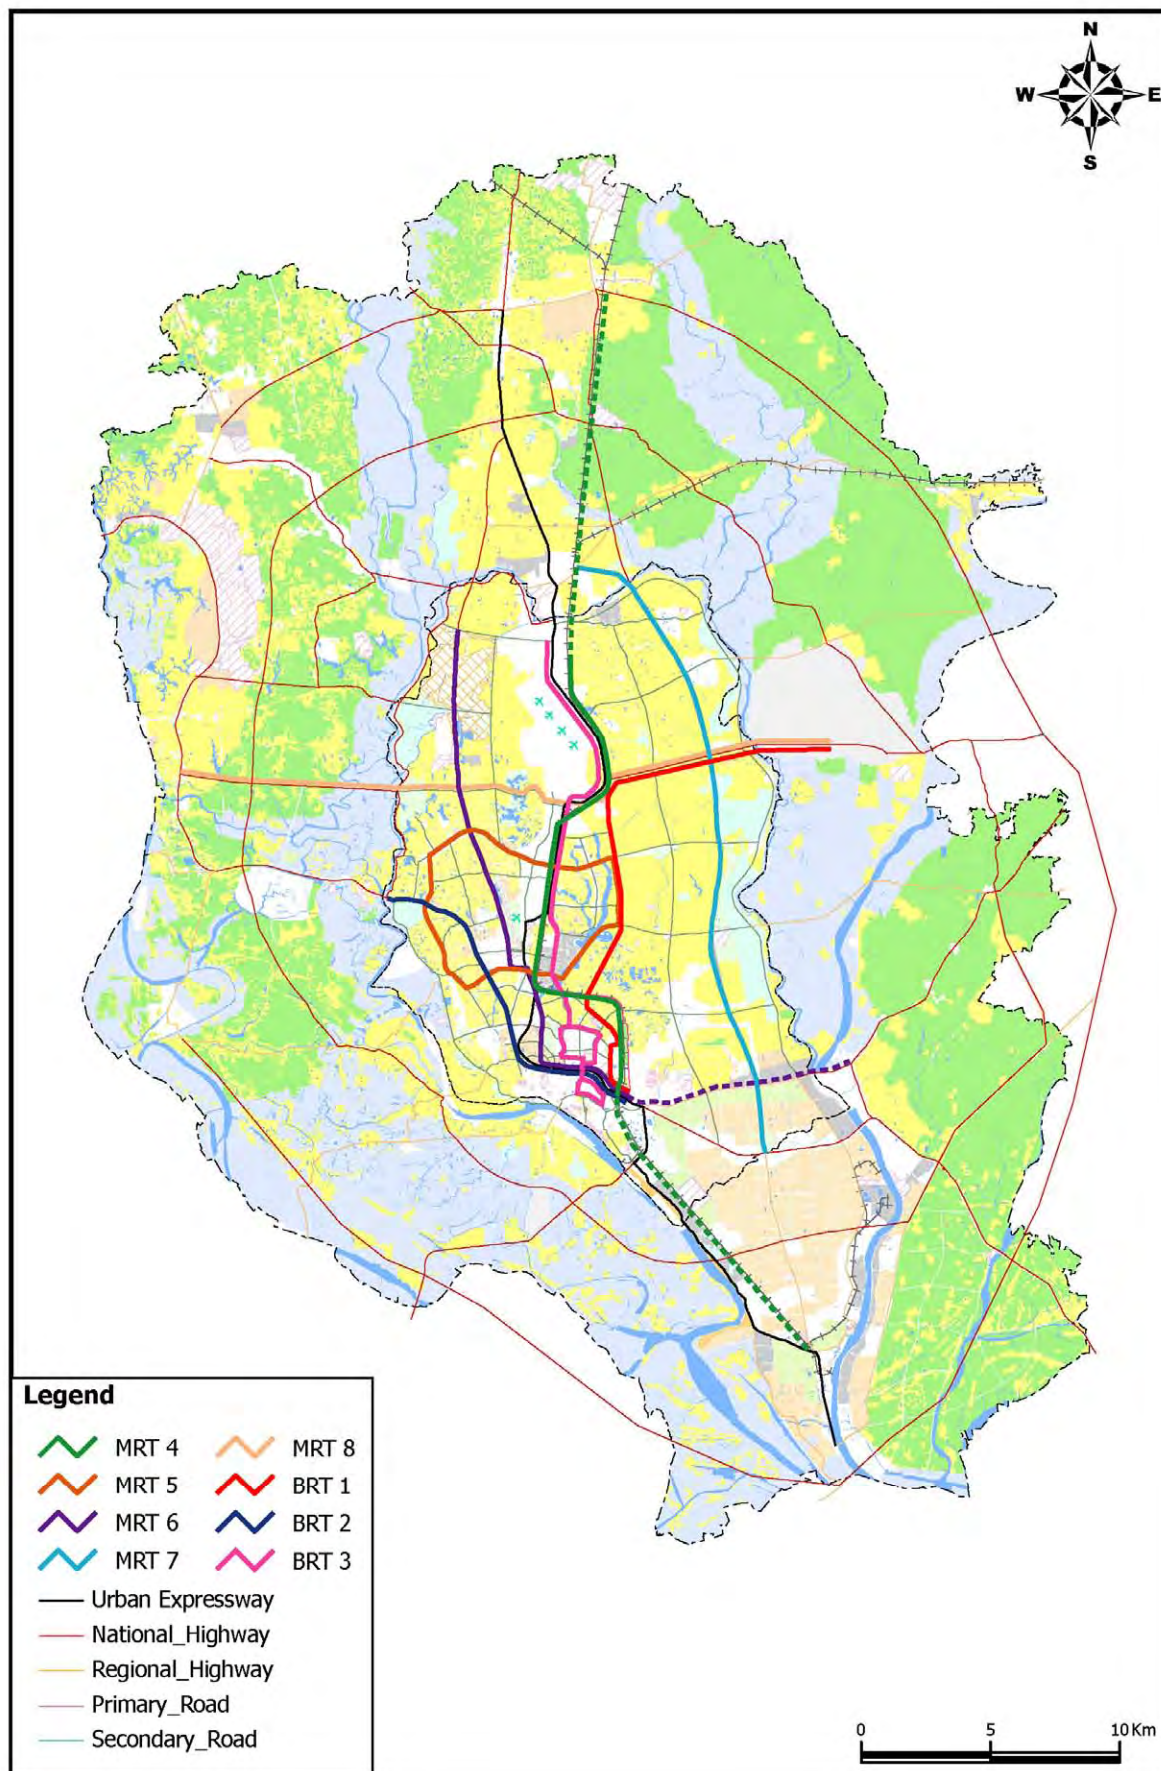 N
W E
S
Legend
MRT 4 MRT 8
MRT 5 BRT 1
MRT 6 BRT 2
MRT 7 BRT 3
Urban Expressway
National_Highway
Regional_Highway
Primary_Road
Secondary_Road
0 5 10 Km